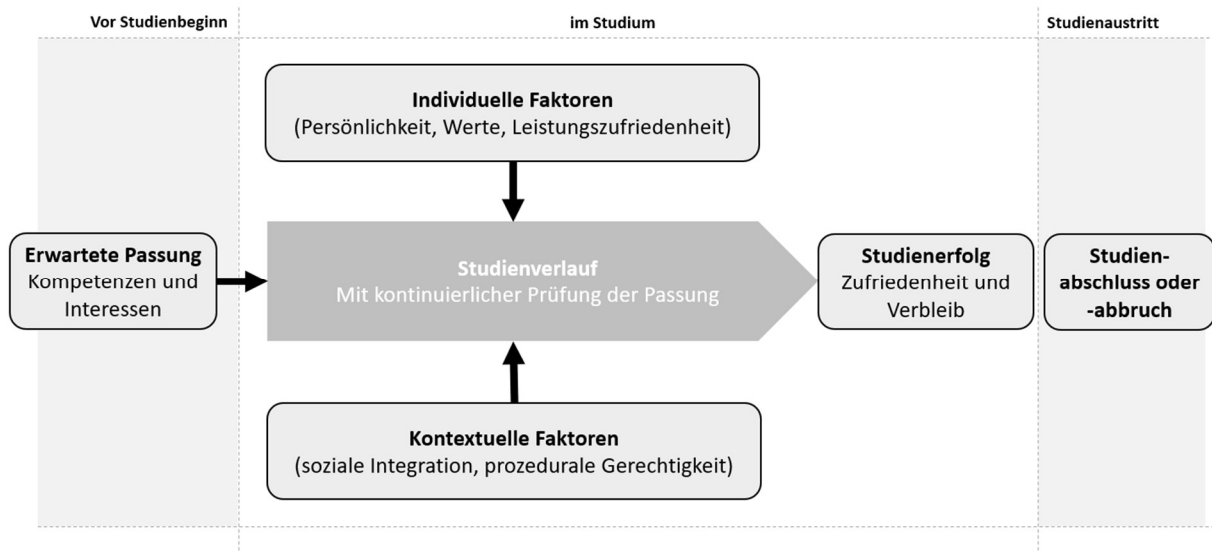 Vor Studienbeginn
im Studium
Studienaustritt
Individuelle Faktoren
(Persönlichkeit, Werte, Leistungszufriedenheit)
Erwartete Passung
Kompetenzen und
Interessen
Studienverlauf
Mit kontinuierlicher Prüfung der Passung
Studienerfolg
Zufriedenheit und
Verbleib
Studien-
abschluss oder
-abbruch
Kontextuelle Faktoren
(soziale Integration, prozedurale Gerechtigkeit)